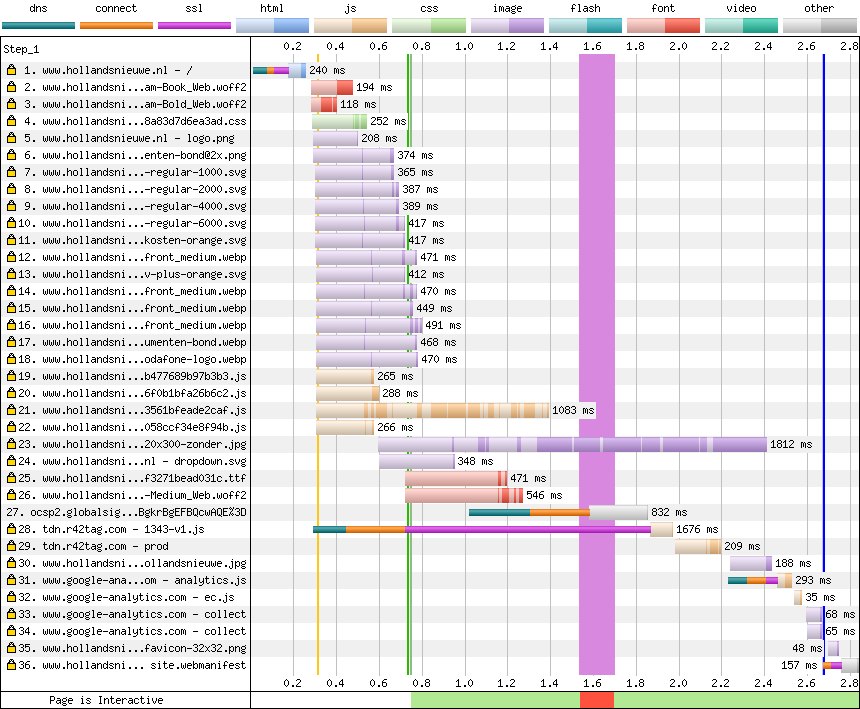 dns connect ssl html js css image flash font video other
Step_1 0.2 0.4 0.6 0.8 1.0 1.2 1.4 1.6 1.8 2.0 2.2 2.4 2.6 2.8
1. www.hollandsnieuwe.nl - / 240 ms
2. www.hollandsni...am-Book_Web.woff2 194 ms
3. www.hollandsni...am-Bold_Web.woff2 118 ms
4. www.hollandsni...8a83d7d6ea3ad.css 252 ms
5. www.hollandsnieuwe.nl - logo.png 208 ms
6. www.hollandsni...enten-bond@2x.png 374 ms
7. www.hollandsni...-regular-1000.svg 365 ms
8. www.hollandsni...-regular-2000.svg 387 ms
9. www.hollandsni...-regular-4000.svg 389 ms
10. www.hollandsni...-regular-6000.svg 417 ms
11. www.hollandsni...kosten-orange.svg 417 ms
12. www.hollandsni...front_medium.webp 471 ms
13. www.hollandsni...v-plus-orange.svg 412 ms
14. www.hollandsni...front_medium.webp 470 ms
15. www.hollandsni...front_medium.webp 449 ms
16. www.hollandsni...front_medium.webp 491 ms
17. www.hollandsni...umenten-bond.webp 468 ms
18. www.hollandsni...odafone-logo.webp 470 ms
19. www.hollandsni...b477689b97b3b3.js 265 ms
20. www.hollandsni...6f0b1bfa26b6c2.js 288 ms
21. www.hollandsni...3561bfeade2caf.js 1083 ms
22. www.hollandsni...058ccf34e8f94b.js 266 ms
23. www.hollandsni...20x300-zonder.jpg 1812 ms
24. www.hollandsni...nl - dropdown.svg 348 ms
25. www.hollandsni...f3271bead031c.ttf 471 ms
26. www.hollandsni...-Medium_Web.woff2 546 ms
27. ocsp2.globalsig...BgkrBgEFBQcwAQE%3D 832 ms
28. tdn.r42tag.com - 1343-v1.js 1676 ms
29. tdn.r42tag.com - prod 209 ms
30. www.hollandsni...ollandsnieuwe.jpg 188 ms
31. www.google-ana...om - analytics.js 293 ms
32. www.google-analytics.com - ec.js 35 ms
33. www.google-analytics.com - collect 68 ms
34. www.google-analytics.com - collect 65 ms
35. www.hollandsni...favicon-32x32.png 48 ms
36. www.hollandsni... site.webmanifest 157 ms
0.2 0.4 0.6 0.8 1.0 1.2 1.4 1.6 1.8 2.0 2.2 2.4 2.6 2.8
Page is Interactive